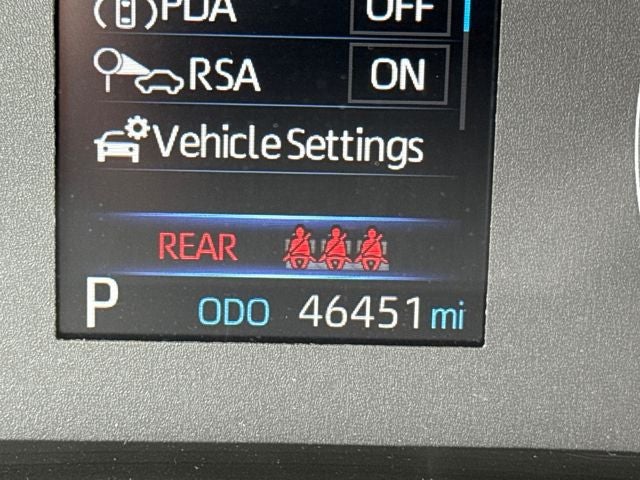 PDA OFF
RSA ON
Vehicle Settings
REAR
P ODO 46451 mi